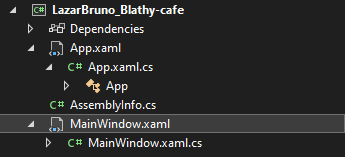 LazarBruno_Blathy-cafe
Dependencies
App.xaml
App.xaml.cs
App
AssemblyInfo.cs
MainWindow.xaml
MainWindow.xaml.cs